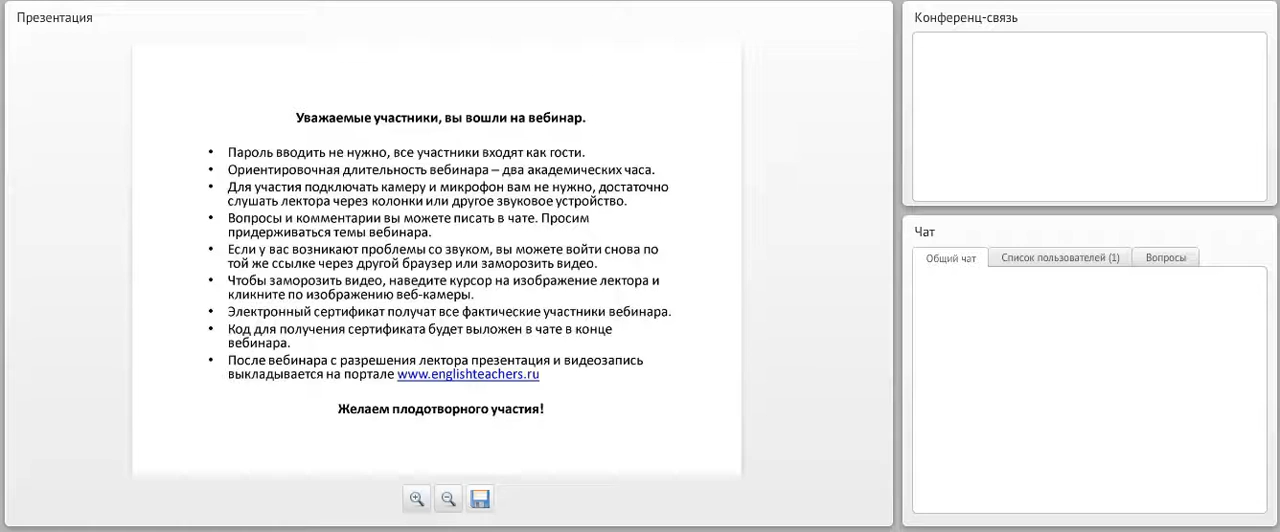 Презентация
Уважаемые участники, вы вошли на вебинар.
• Пароль вводить не нужно, все участники входят как гости.
• Ориентировочная длительность вебинара – два академических часа.
• Для участия подключать камеру и микрофон вам не нужно, достаточно
слушать лектора через колонки или другое звуковое устройство.
• Вопросы и комментарии вы можете писать в чате. Просим
придерживаться темы вебинара.
• Если у вас возникают проблемы со звуком, вы можете войти снова по
той же ссылке через другой браузер или заморозить видео.
• Чтобы заморозить видео, наведите курсор на изображение лектора и
кликните по изображению веб-камеры.
• Электронный сертификат получат все фактические участники вебинара.
• Код для получения сертификата будет выложен в чате в конце
вебинара.
• После вебинара с разрешения лектора презентация и видеозапись
выкладывается на портале www.englishteachers.ru
Желаем плодотворного участия!
Конференц-связь
Чат
Общий чат
Список пользователей (1)
Вопросы